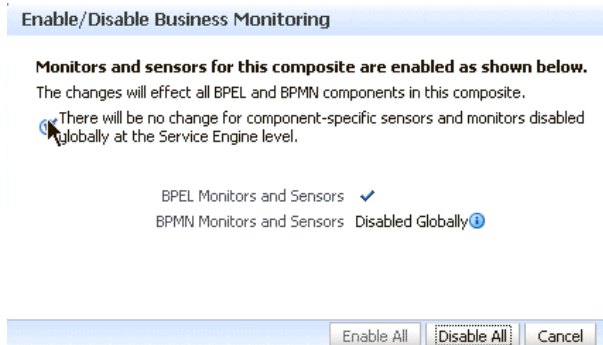 Enable/Disable Business Monitoring
Monitors and sensors for this composite are enabled as shown below.
The changes will effect all BPEL and BPMN components in this composite.
There will be no change for component-specific sensors and monitors disabled
globally at the Service Engine level.
BPEL Monitors and Sensors
BPMN Monitors and Sensors Disabled Globally
Enable All Disable All Cancel